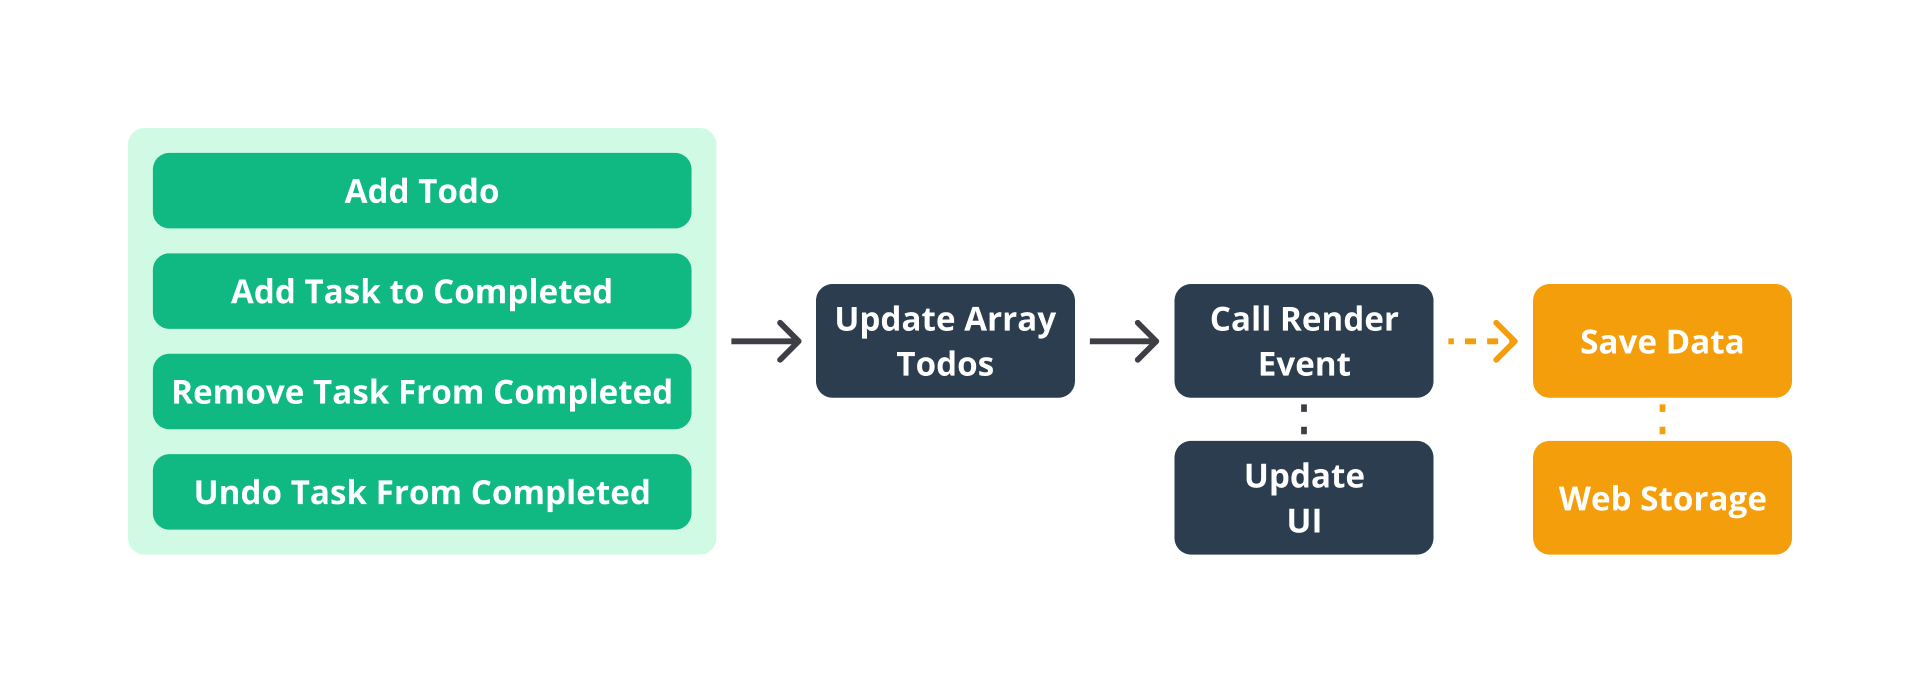 Add Todo
Add Task to Completed
Remove Task From Completed
Undo Task From Completed
Update Array
Todos
Call Render
Event
Update
UI
Save Data
Web Storage